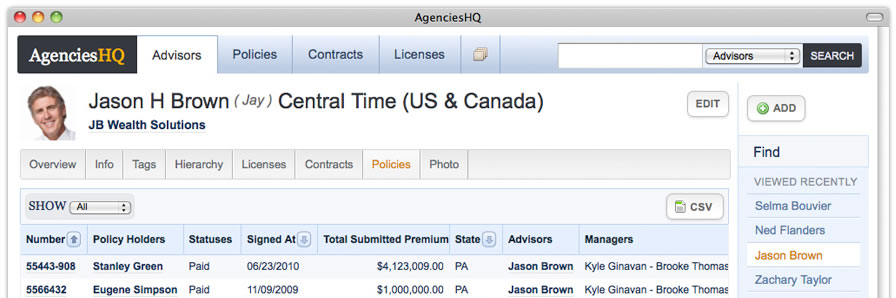 AgenciesHQ
AgenciesHQ Advisors Policies Contracts Licenses Advisors SEARCH
Jason H Brown (Jay) Central Time (US & Canada) EDIT
JB Wealth Solutions
ADD
Overview Info Tags Hierarchy Licenses Contracts Policies Photo
SHOW All CSV
Number Policy Holders Statuses Signed At Total Submitted Premium State Advisors Managers
55443-908 Stanley Green Paid 06/23/2010 $4,123,009.00 PA Jason Brown Kyle Ginavan - Brooke Thomas
5566432 Eugene Simpson Paid 11/09/2009 $1,000,000.00 PA Jason Brown Kyle Ginavan - Brooke Thomas
Find
VIEWED RECENTLY
Selma Bouvier
Ned Flanders
Jason Brown
Zachary Taylor